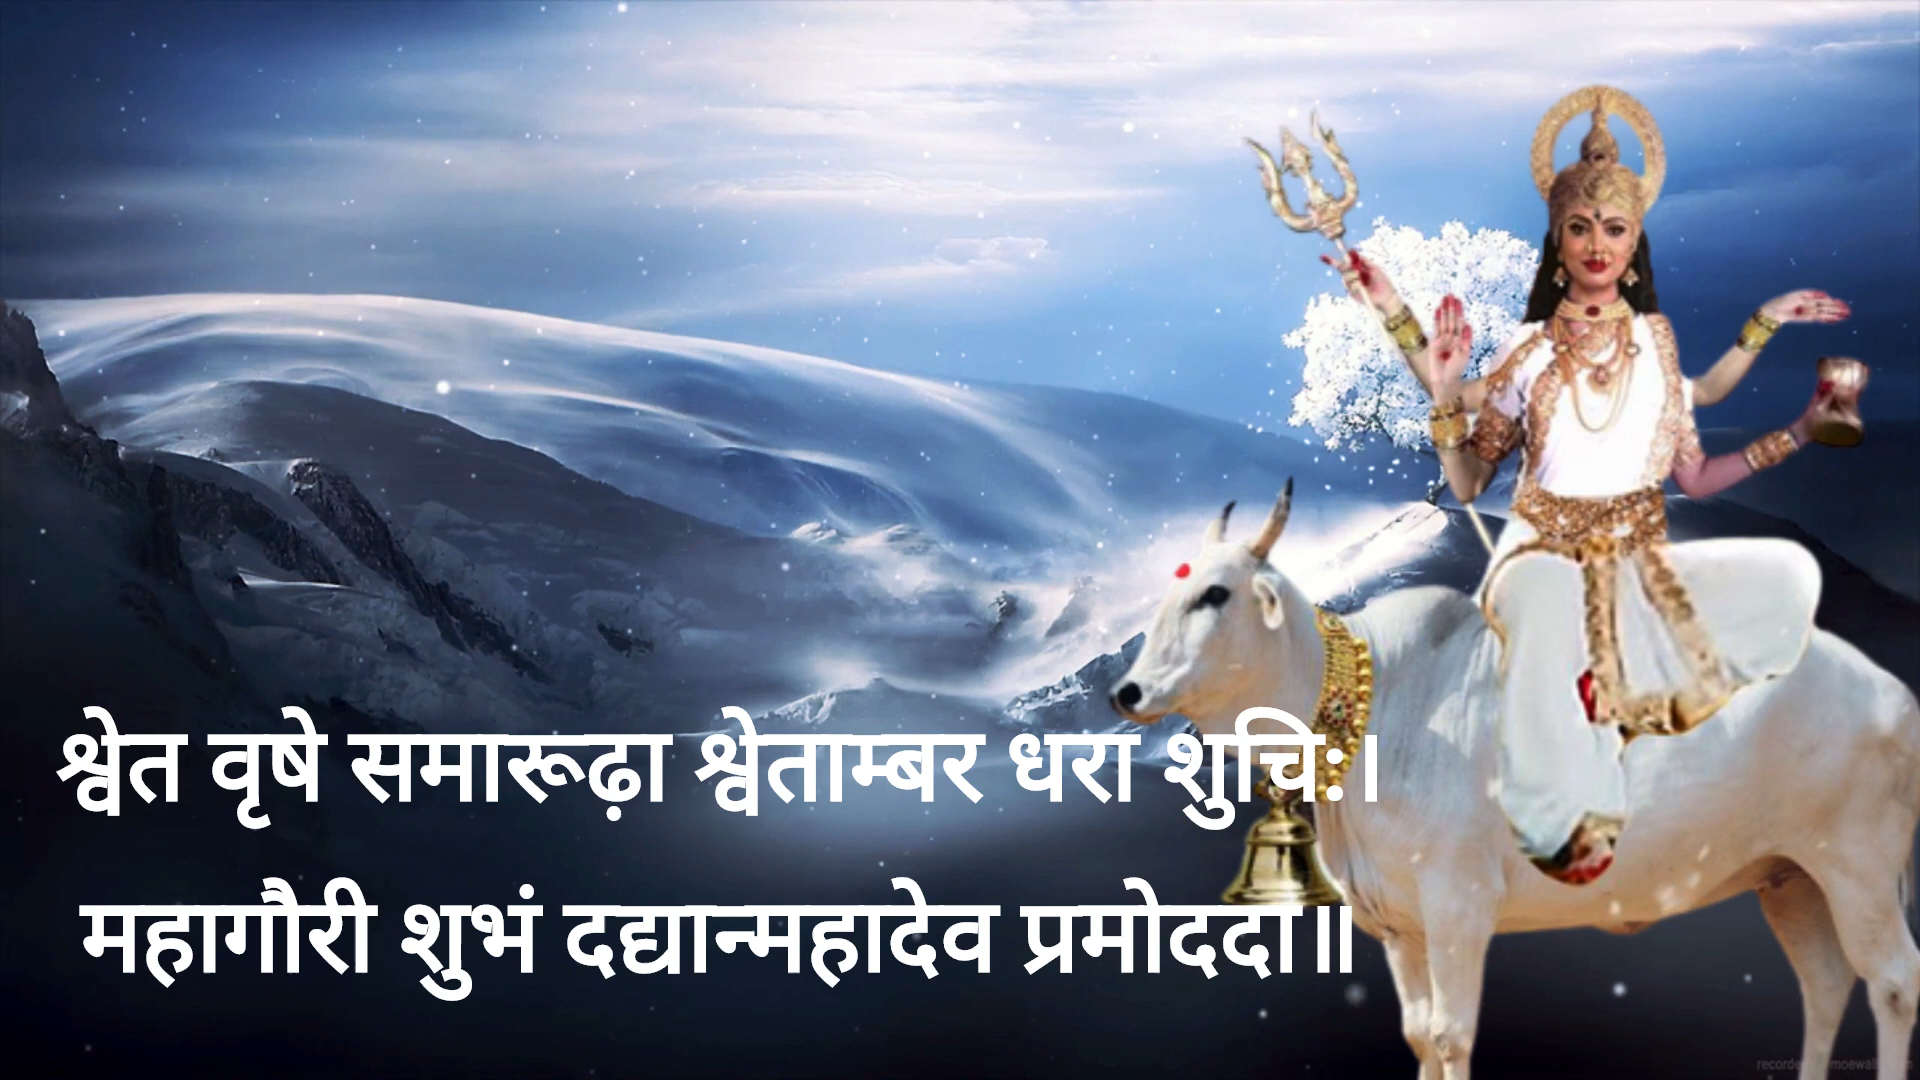 श्वेत वृषे समारूढ़ा श्वेताम्बर धरा शुचि:।
महागौरी शुभं दद्यान्महादेव प्रमोददा॥